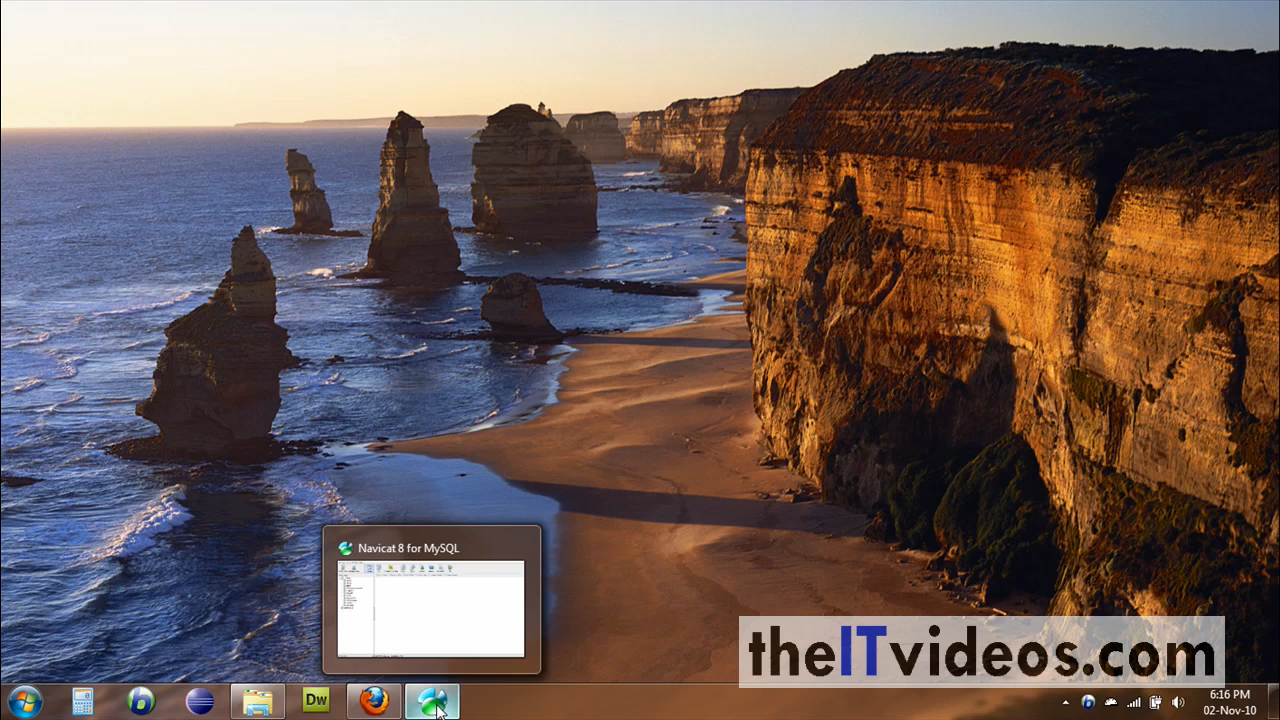 Navicat 8 for MySQL
theITvideos.com
Dw
6:16 PM
02-Nov-10